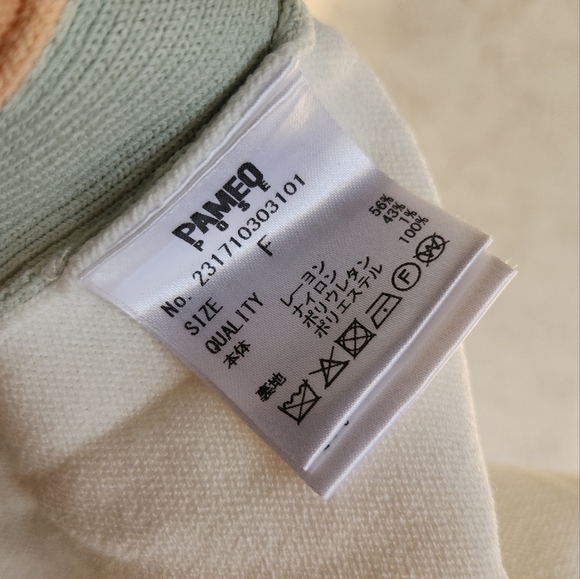 PAMEO
POSE
No. 231710303101
SIZE F
QUALITY
本体 レーヨン 56%
ナイロン 43%
ポリウレタン 1%
裏地 ポリエステル 100%
F W